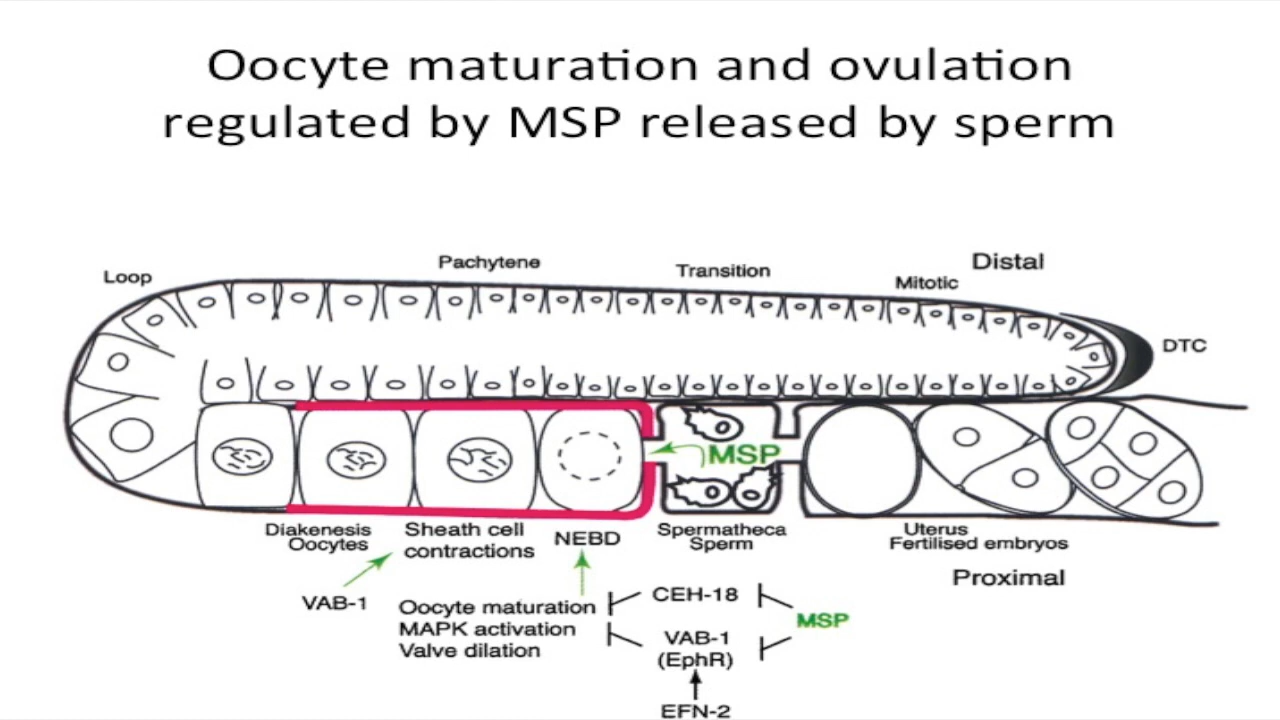 Oocyte maturation and ovulation
regulated by MSP released by sperm
Loop
Pachytene
Transition
Mitotic
Distal
DTC
MSP
Diakenesis
Oocytes
Sheath cell
contractions
NEBD
Spermatheca
Sperm
Uterus
Fertilised embryos
Proximal
VAB-1
Oocyte maturation
MAPK activation
Valve dilation
CEH-18
MSP
VAB-1
(EphR)
EFN-2